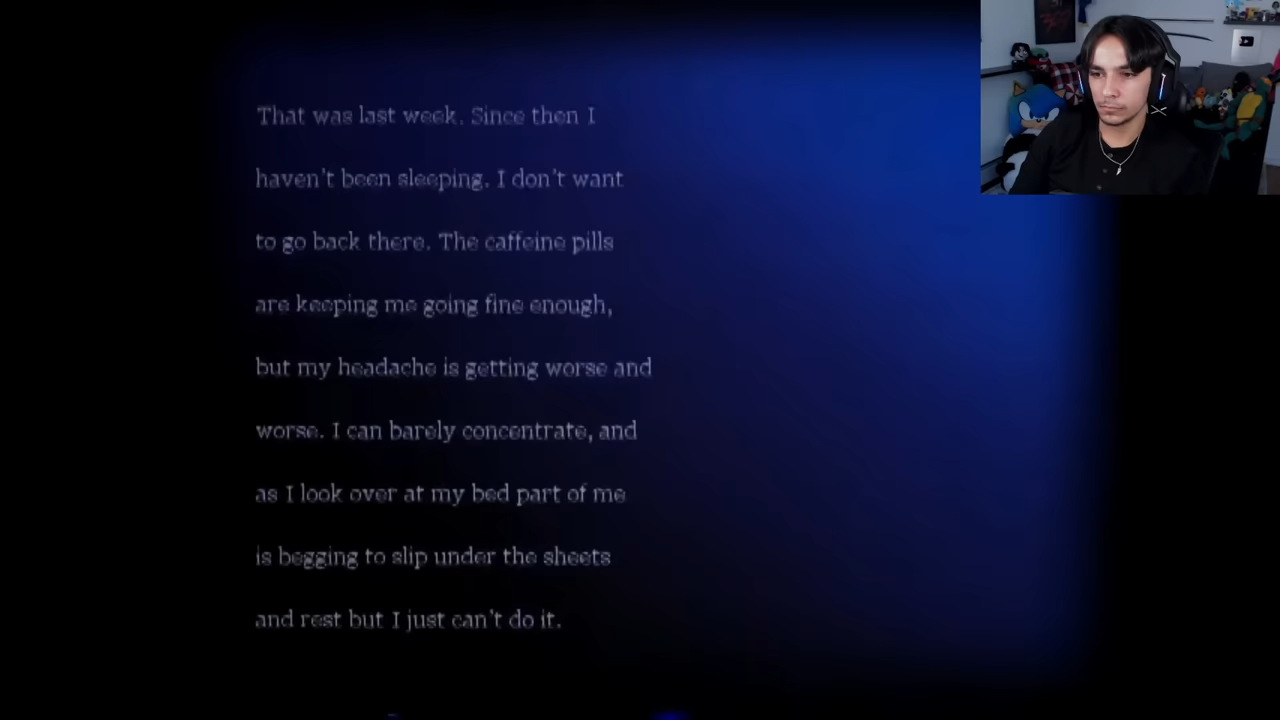 That was last week. Since then I
haven't been sleeping. I don't want
to go back there. The caffeine pills
are keeping me going fine enough,
but my headache is getting worse and
worse. I can barely concentrate, and
as I look over at my bed part of me
is begging to slip under the sheets
and rest but I just can't do it.